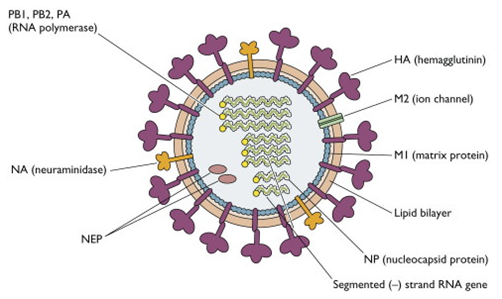 PB1, PB2, PA
(RNA polymerase)
HA (hemagglutinin)
M2 (ion channel)
M1 (matrix protein)
NA (neuraminidase)
Lipid bilayer
NEP
NP (nucleocapsid protein)
Segmented (–) strand RNA gene